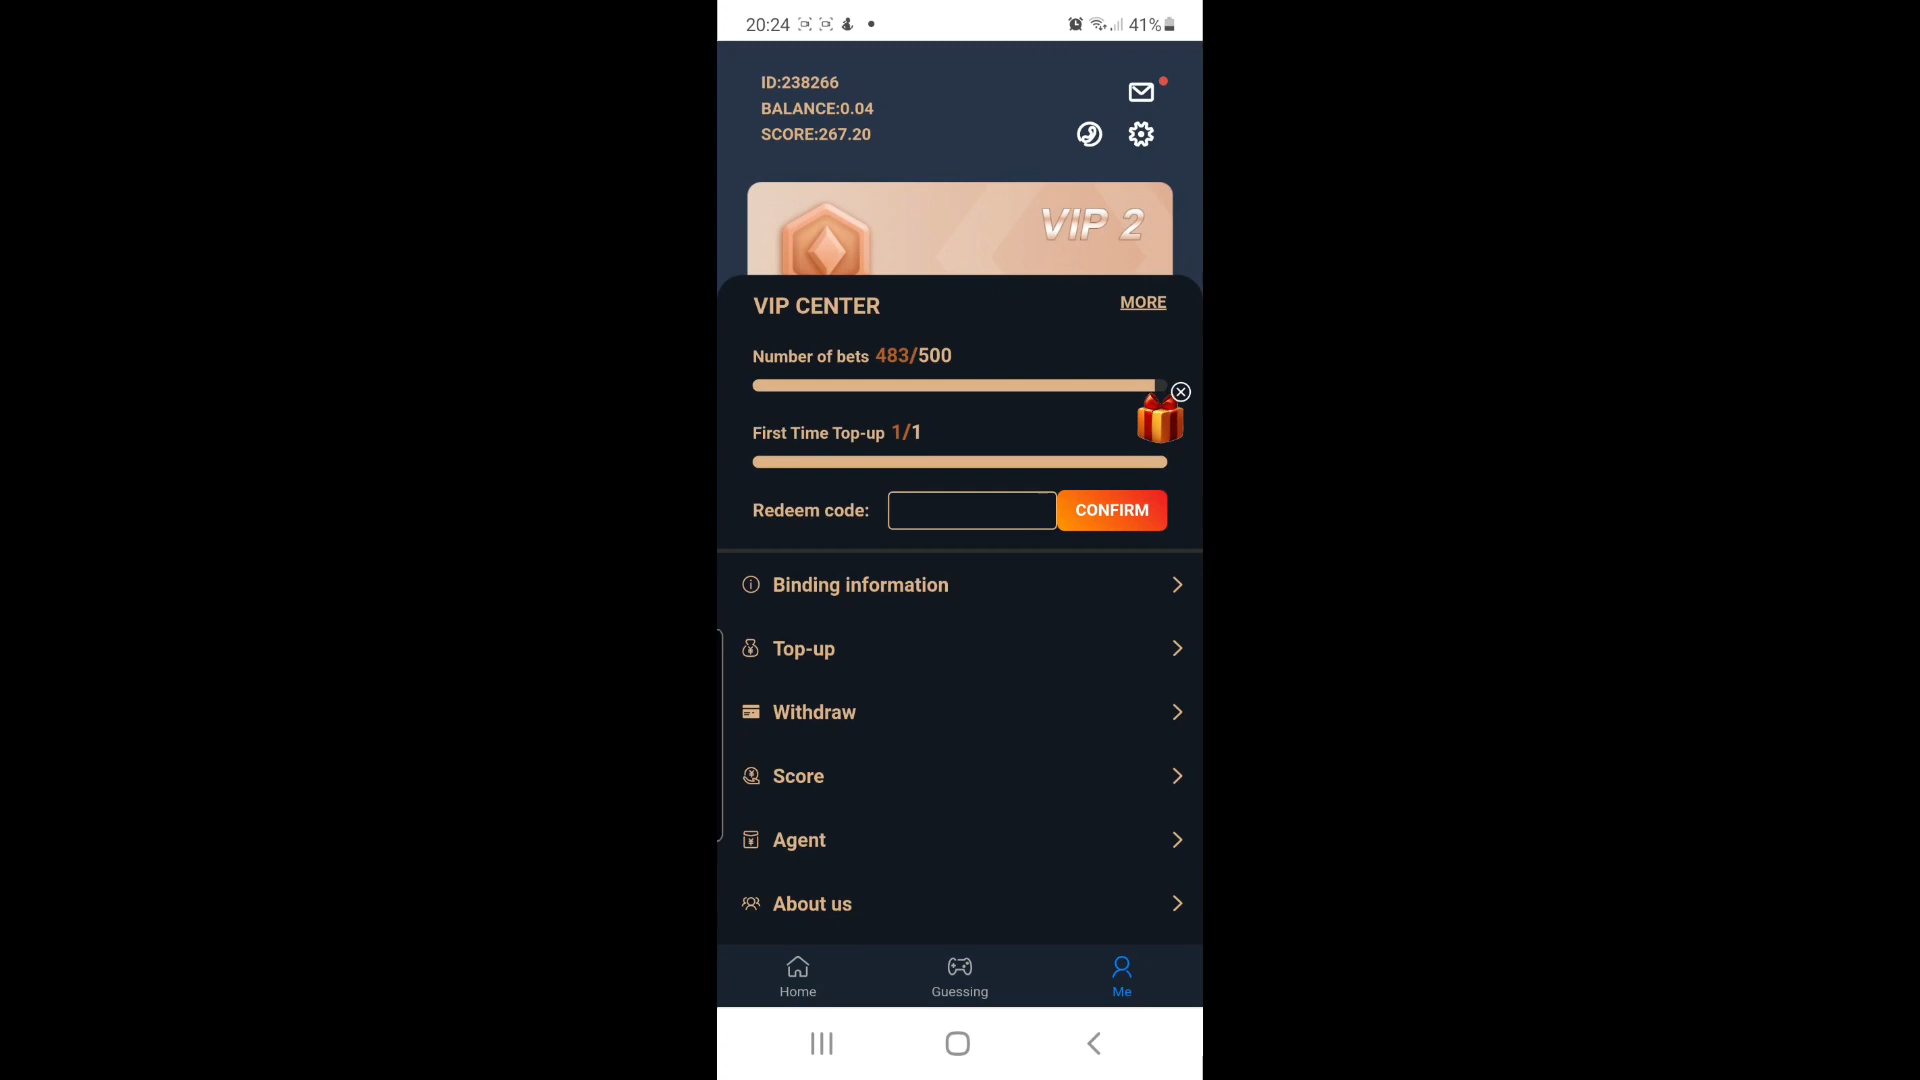 20:24
41%
ID:238266
BALANCE:0.04
SCORE:267.20
VIP 2
VIP CENTER
MORE
Number of bets 483/500
First Time Top-up 1/1
Redeem code:
CONFIRM
Binding information
Top-up
Withdraw
Score
Agent
About us
Home
Guessing
Me